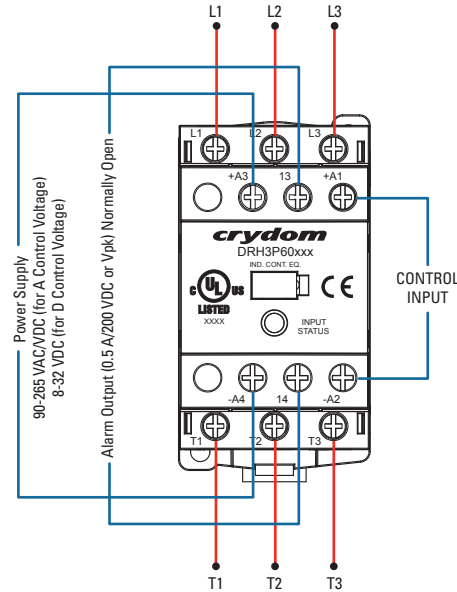 L1 L2 L3
L1 L2 L3
+A3 13 +A1
crydom
DRH3P60xxx
IND. CONT. EQ.
C UL US
LISTED
XXXX
CE
INPUT
STATUS
CONTROL
INPUT
Power Supply
90-265 VAC/VDC (for A Control Voltage)
8-32 VDC (for D Control Voltage)
Alarm Output (0.5 A/200 VDC or Vpk) Normally Open
-A4 14 -A2
T1 T2 T3
T1 T2 T3